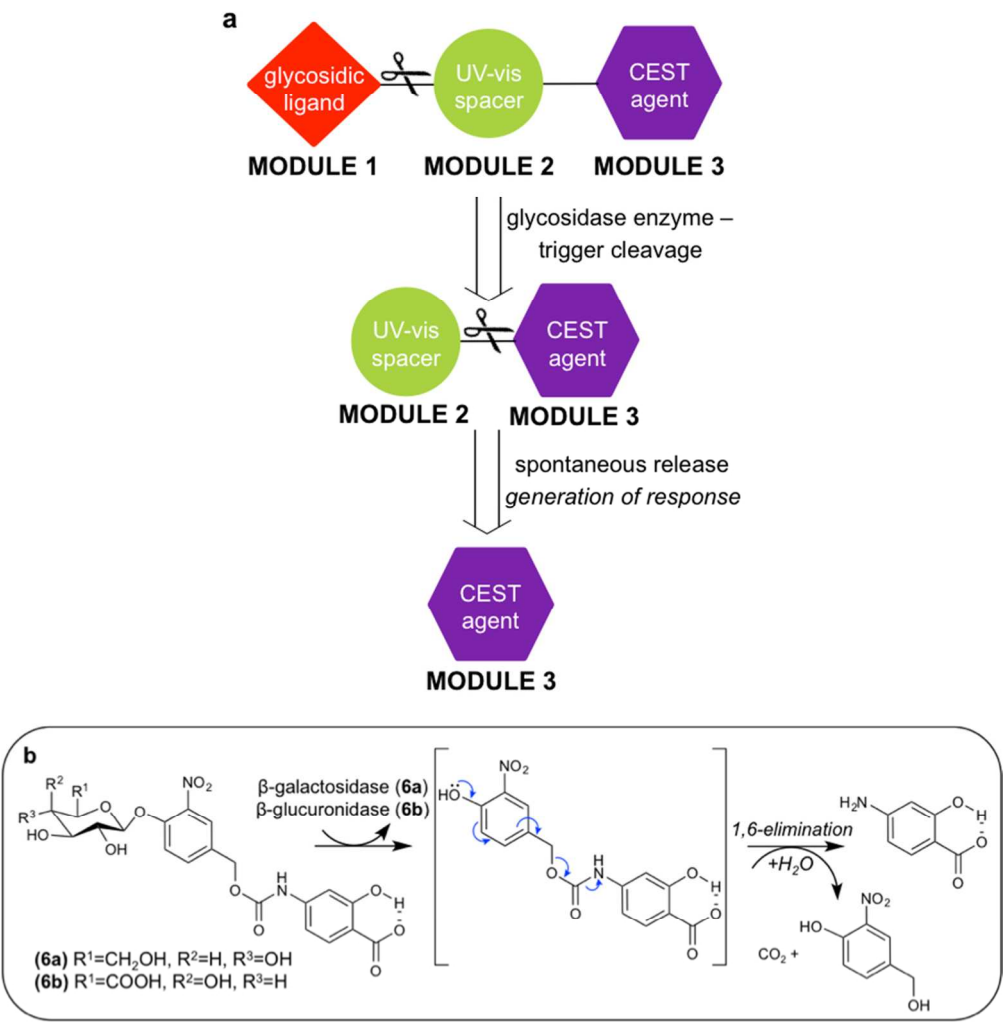 a
glycosidic
ligand
UV-vis
spacer
CEST
agent
MODULE 1
MODULE 2
MODULE 3
glycosidase enzyme –
trigger cleavage
UV-vis
spacer
CEST
agent
MODULE 2
MODULE 3
spontaneous release
generation of response
CEST
agent
MODULE 3
b
R²
R¹
R³
HO
OH
O
O
NO₂
O
O
H
N
O
H
O
O
(6a) R¹=CH₂OH, R²=H, R³=OH
(6b) R¹=COOH, R²=OH, R³=H
β-galactosidase (6a)
β-glucuronidase (6b)
NO₂
HO
O
O
H
N
O
H
O
O
1,6-elimination
+H₂O
H₂N
O
H
O
O
CO₂ +
NO₂
HO
OH